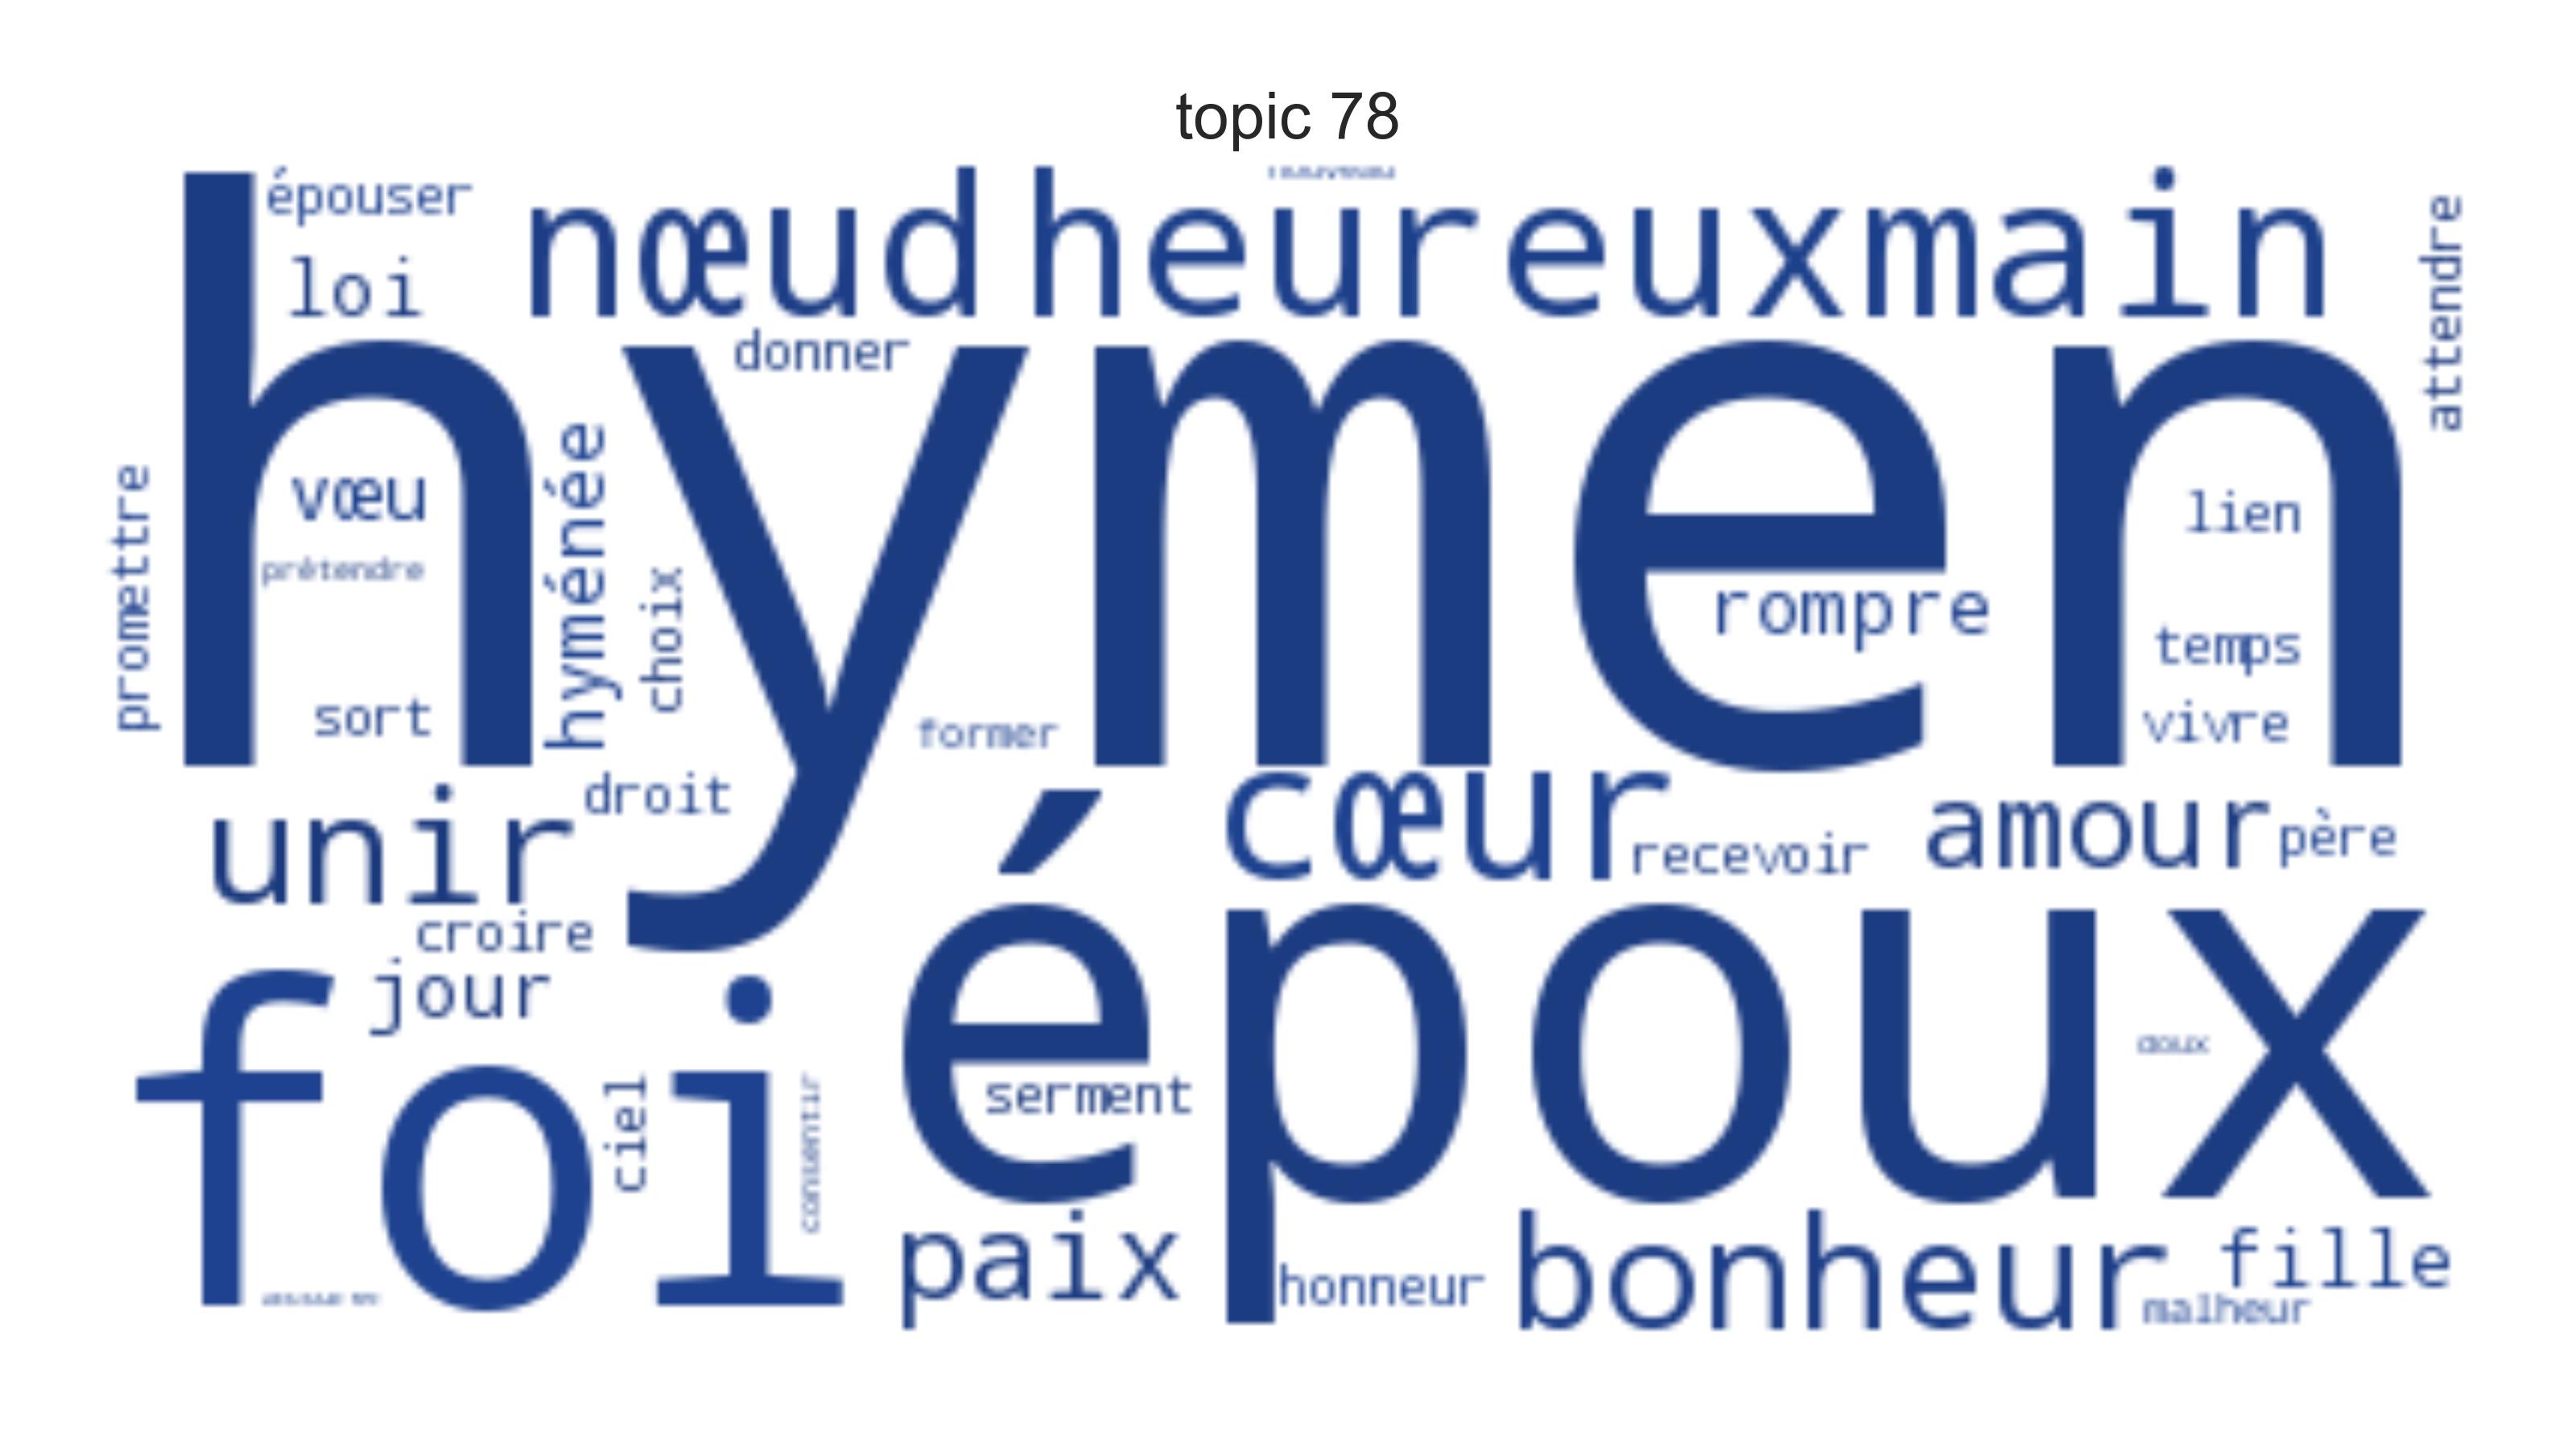 topic 78
épouser
nœud heureux main
loi
donner
attendre
hymen
promettre
vœu
prétendre
hyménée
choix
sort
former
rompre
lien
temps
vivre
unir
droit
cœur
recevoir
amour
père
croire
jour
foi
époux
ciel
consentir
serment
doux
paix
honneur
bonheur
fille
malheur